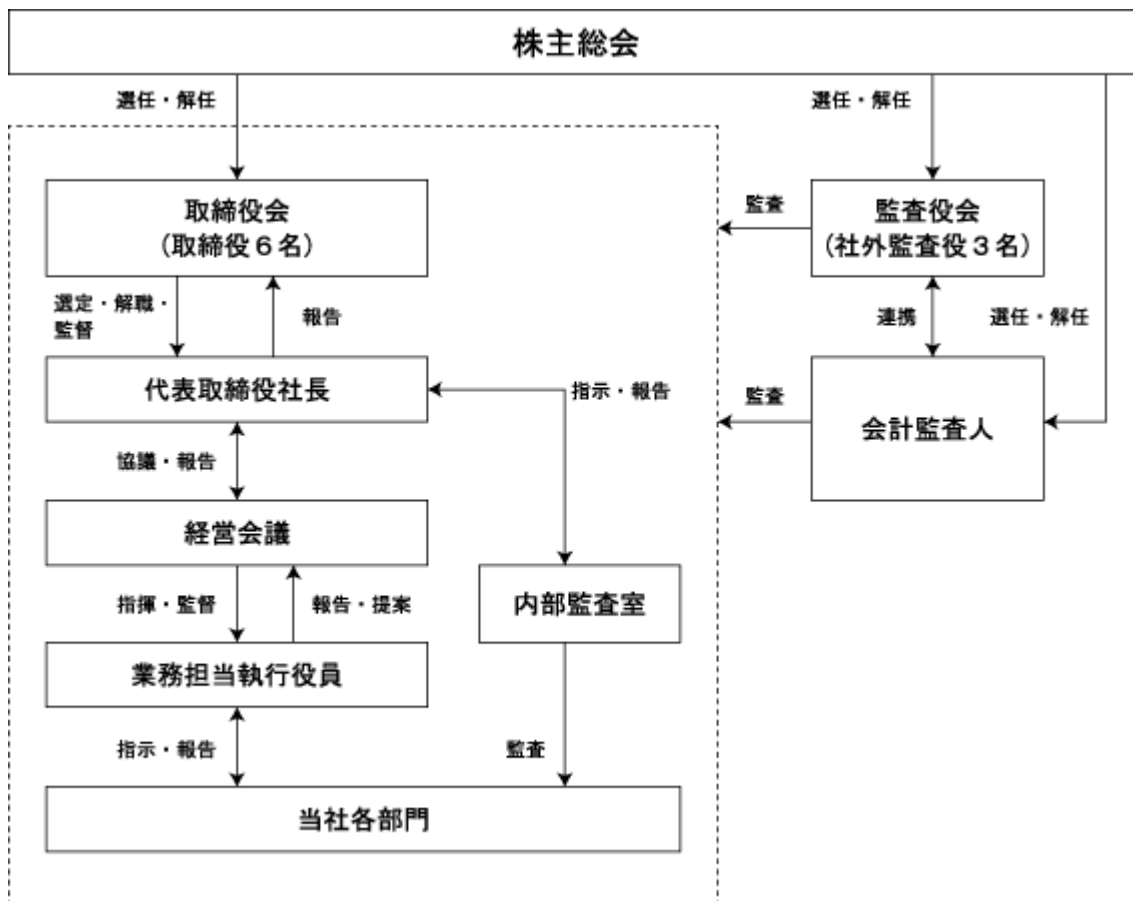 株主総会
選任・解任
選任・解任
取締役会
（取締役６名）
監査
監査役会
（社外監査役３名）
選定・解職・
監督
報告
連携
選任・解任
代表取締役社長
指示・報告
監査
会計監査人
協議・報告
経営会議
指揮・監督
報告・提案
内部監査室
業務担当執行役員
指示・報告
監査
当社各部門